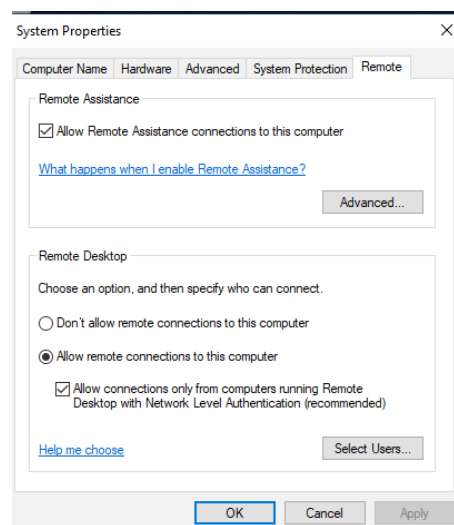 System Properties
Computer Name Hardware Advanced System Protection Remote
Remote Assistance
Allow Remote Assistance connections to this computer
What happens when I enable Remote Assistance?
Advanced...
Remote Desktop
Choose an option, and then specify who can connect.
Don't allow remote connections to this computer
Allow remote connections to this computer
Allow connections only from computers running Remote
Desktop with Network Level Authentication (recommended)
Help me choose
Select Users...
OK Cancel Apply